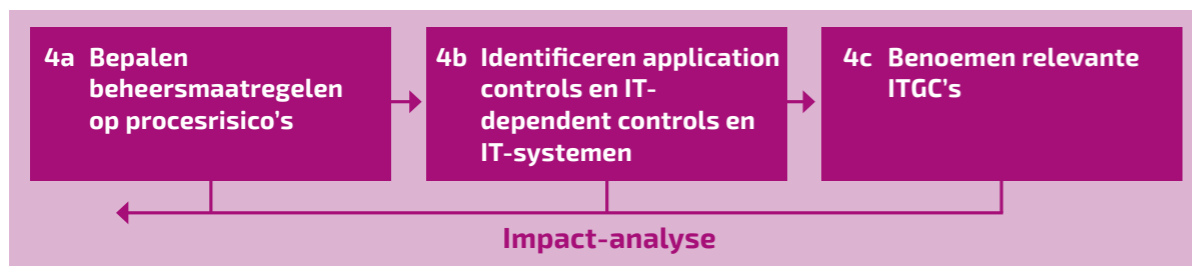 4a Bepalen
beheersmaatregelen
op procesrisico's
4b Identificeren application
controls en IT-
dependent controls en
IT-systemen
4c Benoemen relevante
ITGC's
Impact-analyse